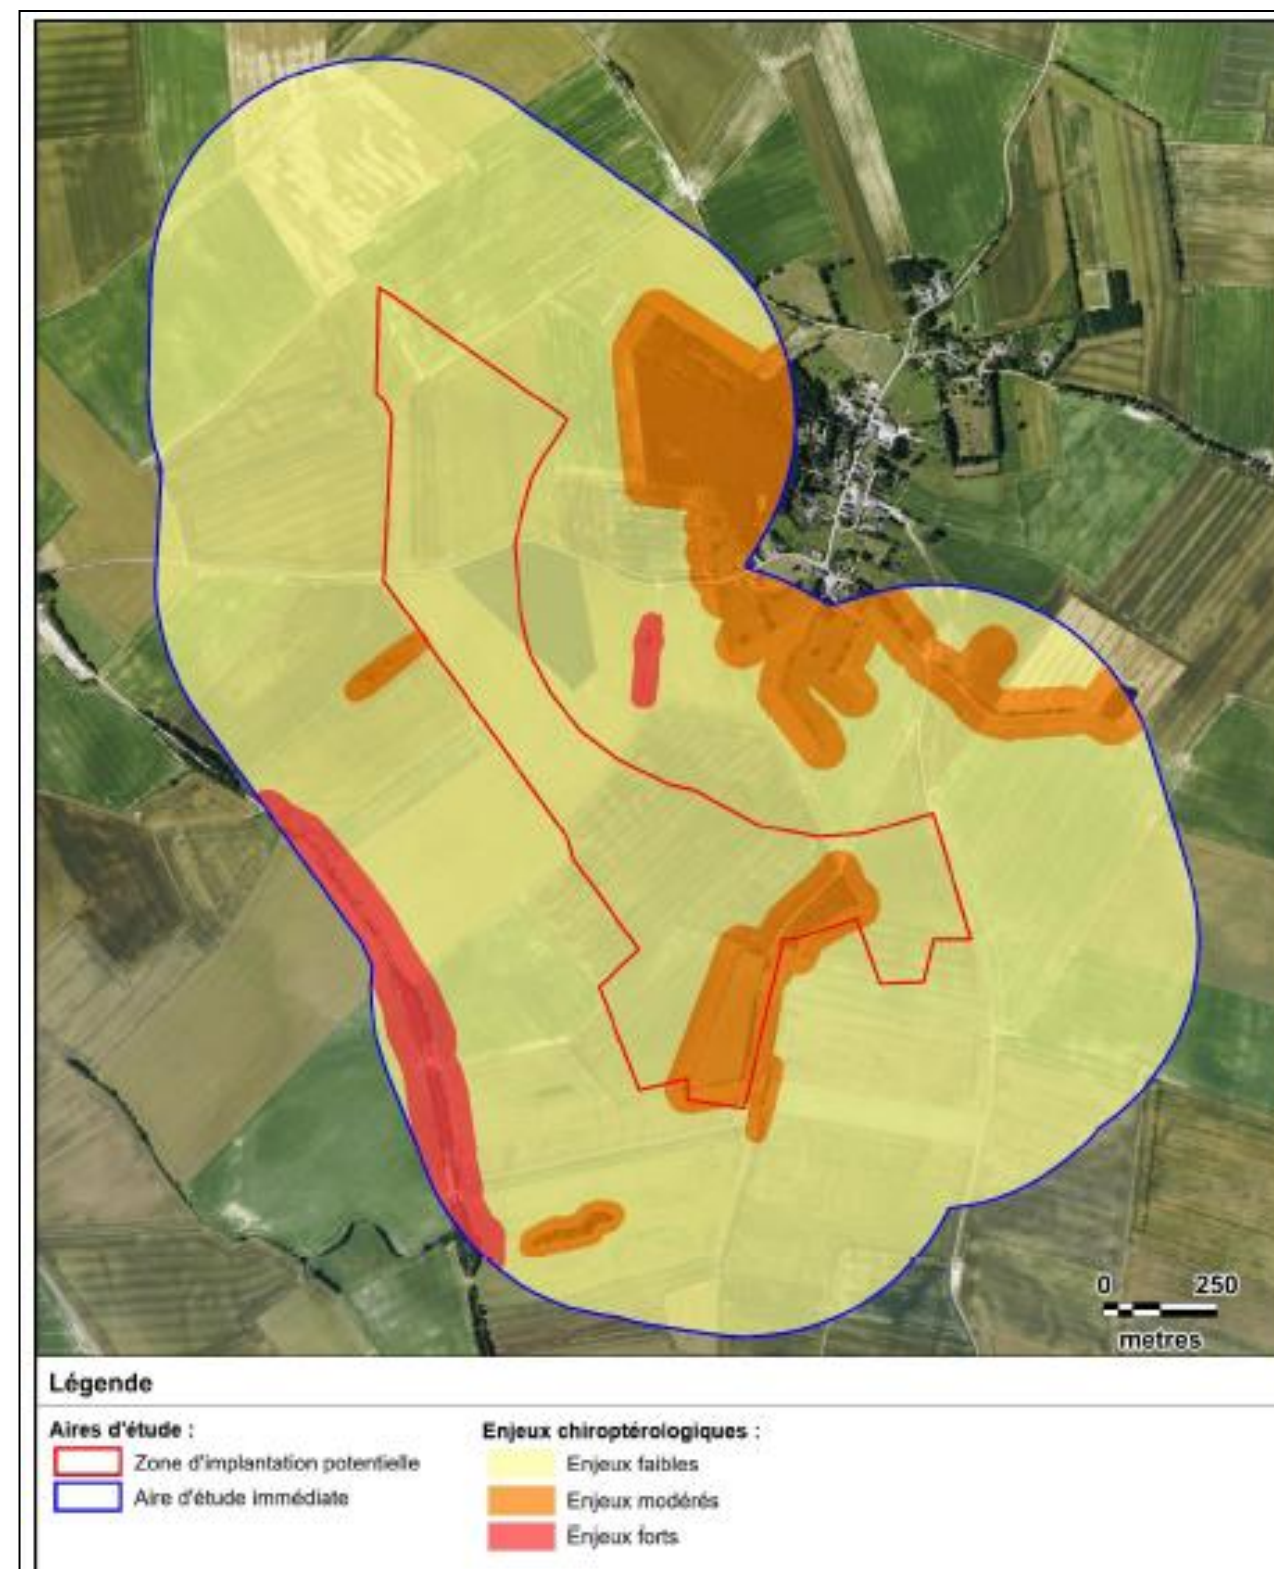 0 250
metres
Légende
Aires d'étude :
Zone d'implantation potentielle
Aire d'étude immédiate
Enjeux chiroptérologiques :
Enjeux faibles
Enjeux modérés
Enjeux forts